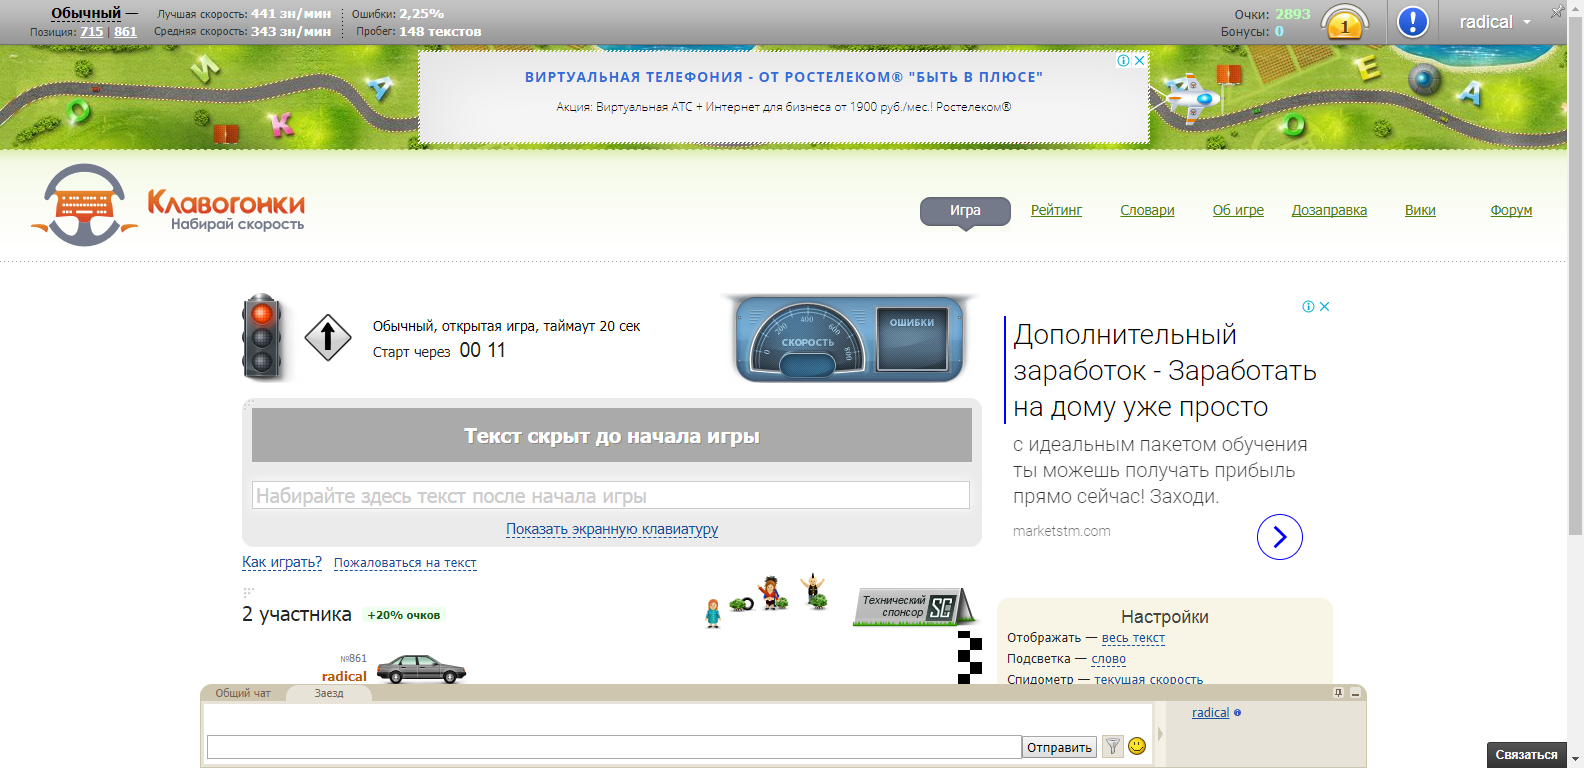 Обычный —
Лучшая скорость: 441 зн/мин
Ошибки: 2,25%
Позиция: 715 | 861
Средняя скорость: 343 зн/мин
Пробег: 148 текстов
Очки: 2893
Бонусы: 0
1
radical
ВИРТУАЛЬНАЯ ТЕЛЕФОНИЯ - ОТ РОСТЕЛЕКОМ® "БЫТЬ В ПЛЮСЕ"
Акция: Виртуальная АТС + Интернет для бизнеса от 1900 руб./мес.! Ростелеком®
О И К А
О Е А
Клавогонки
Набирай скорость
Игра
Рейтинг
Словари
Об игре
Дозаправка
Вики
Форум
Обычный, открытая игра, таймаут 20 сек
Старт через 00 11
0 200 400 600 800
СКОРОСТЬ
ОШИБКИ
Дополнительный
заработок - Заработать
на дому уже просто
с идеальным пакетом обучения
ты можешь получать прибыль
прямо сейчас! Заходи.
marketstm.com
Текст скрыт до начала игры
Набирайте здесь текст после начала игры
Показать экранную клавиатуру
Как играть?
Пожаловаться на текст
2 участника
+20% очков
Технический
спонсор
SC
№861
radical
Настройки
Отображать — весь текст
Подсветка — слово
Спидометр — текущая скорость
Общий чат
Заезд
Отправить
radical
Связаться